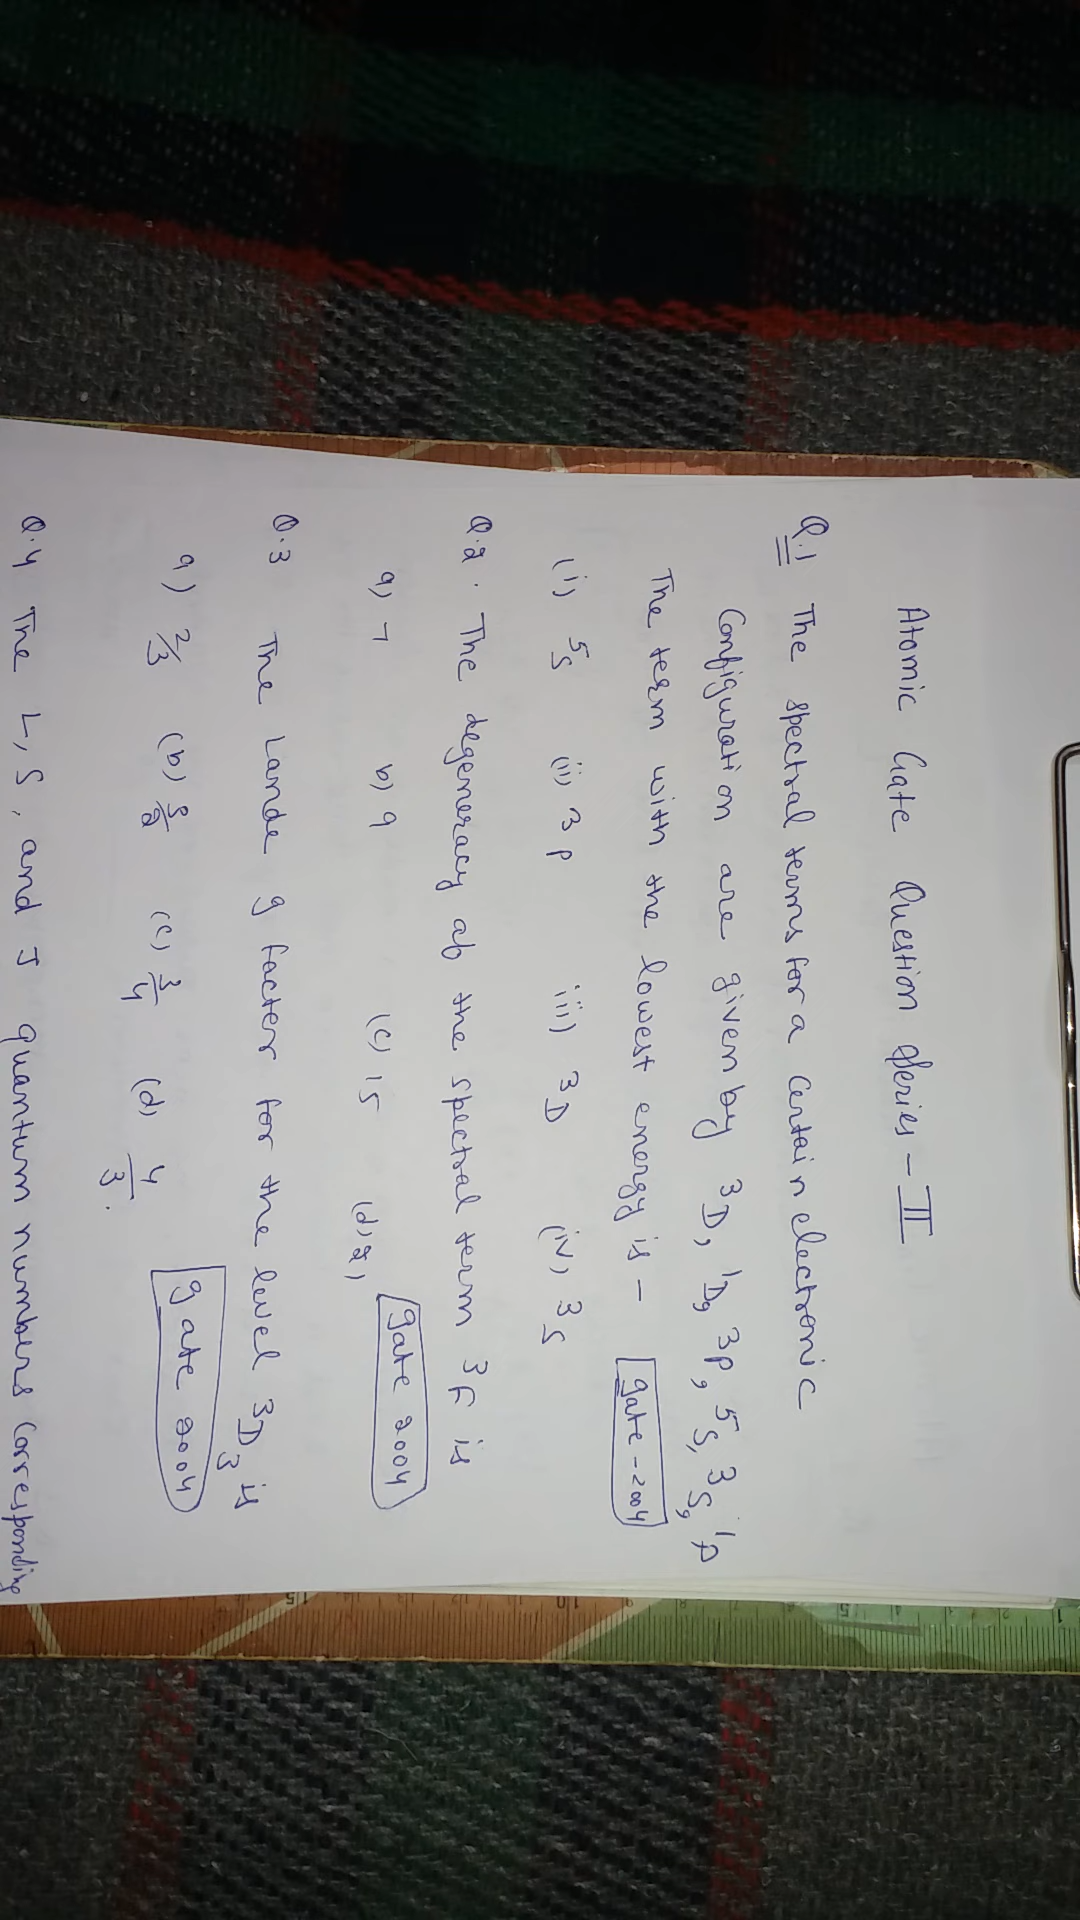 Atomic Gate Question Series - II
Q.1 The spectral terms for a certain electronic
Configuration are given by ³D, ¹D, ³P, ⁵S, ³S, ¹P
The term with the lowest energy is -
gate - 2004
(i) ⁵S (ii) ³P iii) ³D (iv) ³S
Q.2. The degeneracy of the spectral term ³F is
a) 7 b) 9 (c) 15 (d) 21
gate 2004
Q.3 The Lande g factor for the level ³D₃ is
a) 2/3 (b) 3/2 (c) 3/4 (d) 4/3.
gate 2004
Q.4 The L, S, and J quantum numbers corresponding